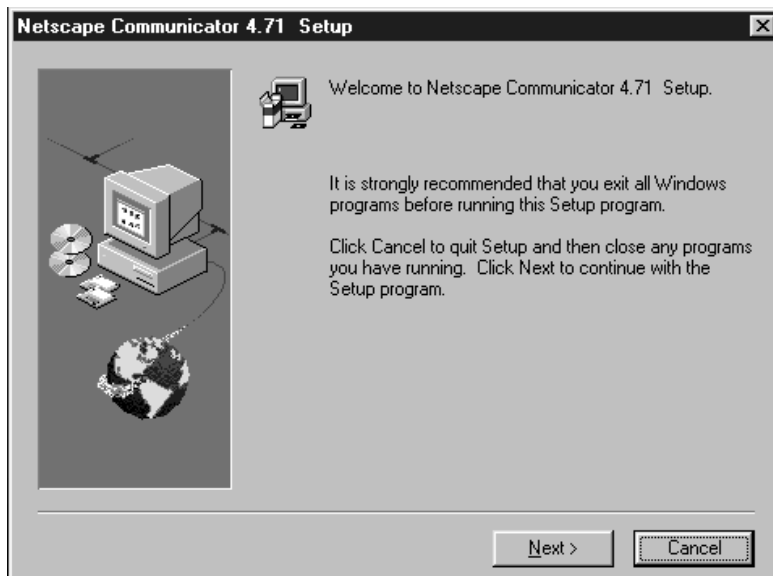 Netscape Communicator 4.71  Setup
Welcome to Netscape Communicator 4.71  Setup.
It is strongly recommended that you exit all Windows
programs before running this Setup program.
Click Cancel to quit Setup and then close any programs
you have running.  Click Next to continue with the
Setup program.
Next >
Cancel